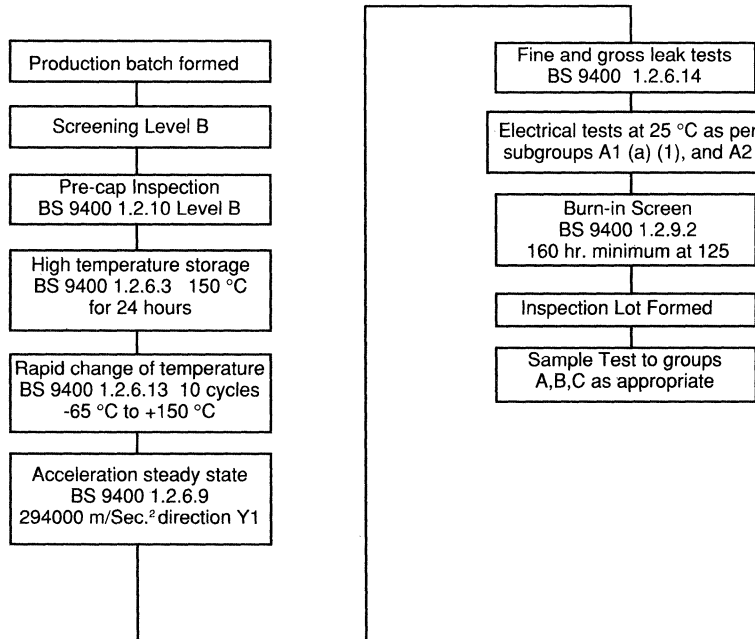 Production batch formed
Screening Level B
Pre-cap Inspection
BS 9400 1.2.10 Level B
High temperature storage
BS 9400 1.2.6.3 150 °C
for 24 hours
Rapid change of temperature
BS 9400 1.2.6.13 10 cycles
-65 °C to +150 °C
Acceleration steady state
BS 9400 1.2.6.9
294000 m/Sec.² direction Y1
Fine and gross leak tests
BS 9400 1.2.6.14
Electrical tests at 25 °C as per
subgroups A1 (a) (1), and A2
Burn-in Screen
BS 9400 1.2.9.2
160 hr. minimum at 125
Inspection Lot Formed
Sample Test to groups
A,B,C as appropriate